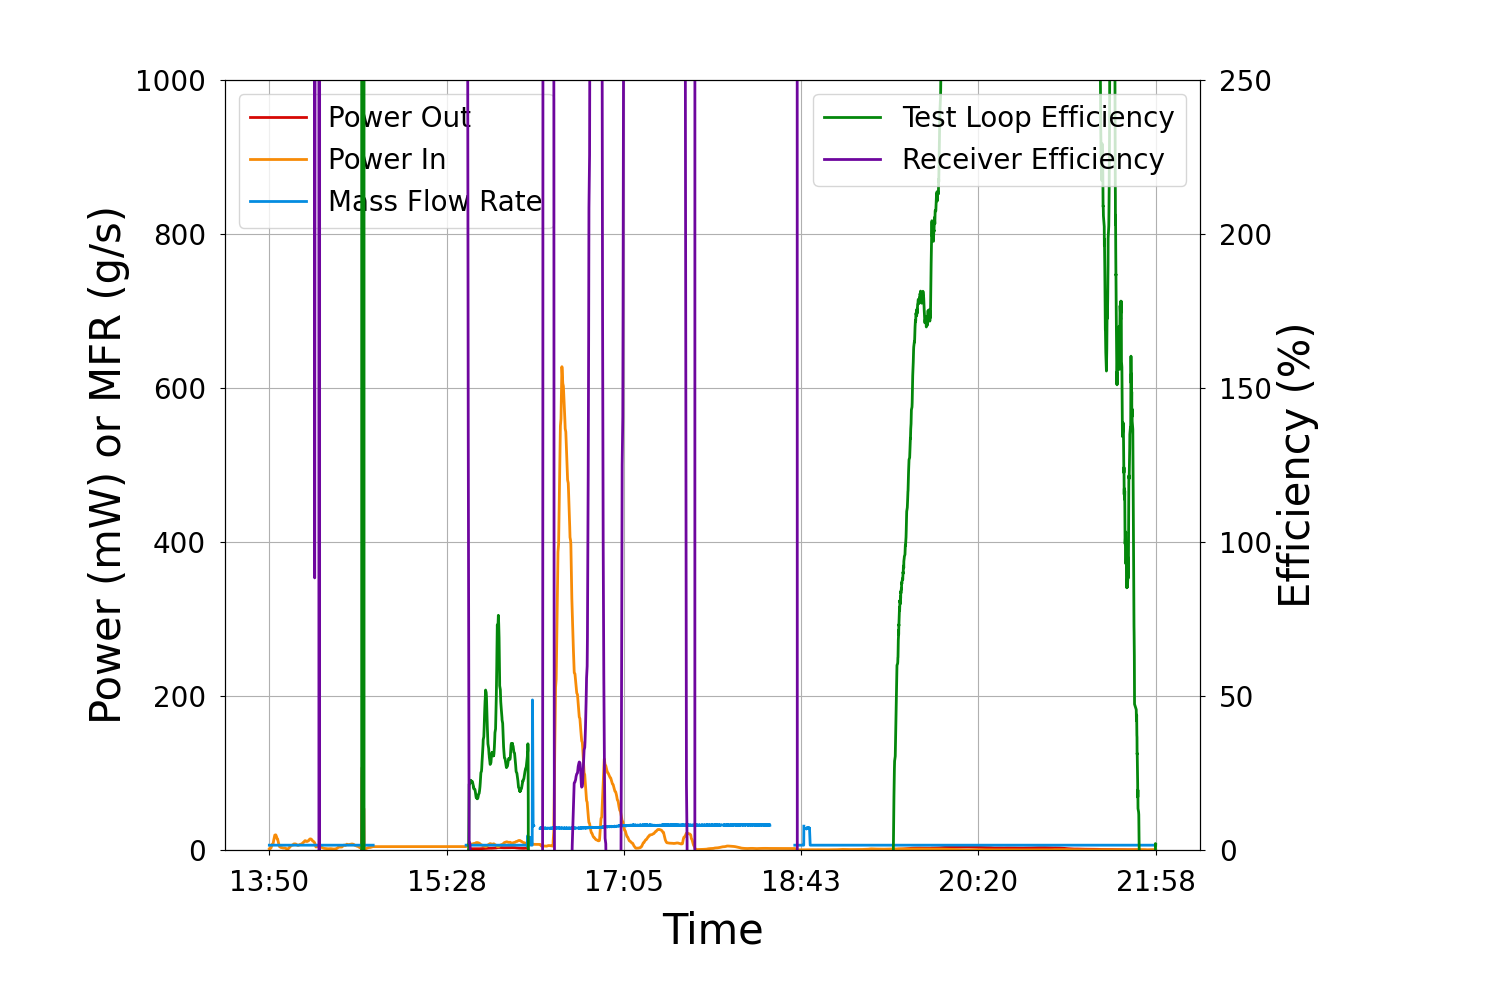 Power (mW) or MFR (g/s)
1000
800
600
400
200
0
Power Out
Power In
Mass Flow Rate
Test Loop Efficiency
Receiver Efficiency
250
200
150
100
50
0
Efficiency (%)
13:50 15:28 17:05 18:43 20:20 21:58
Time